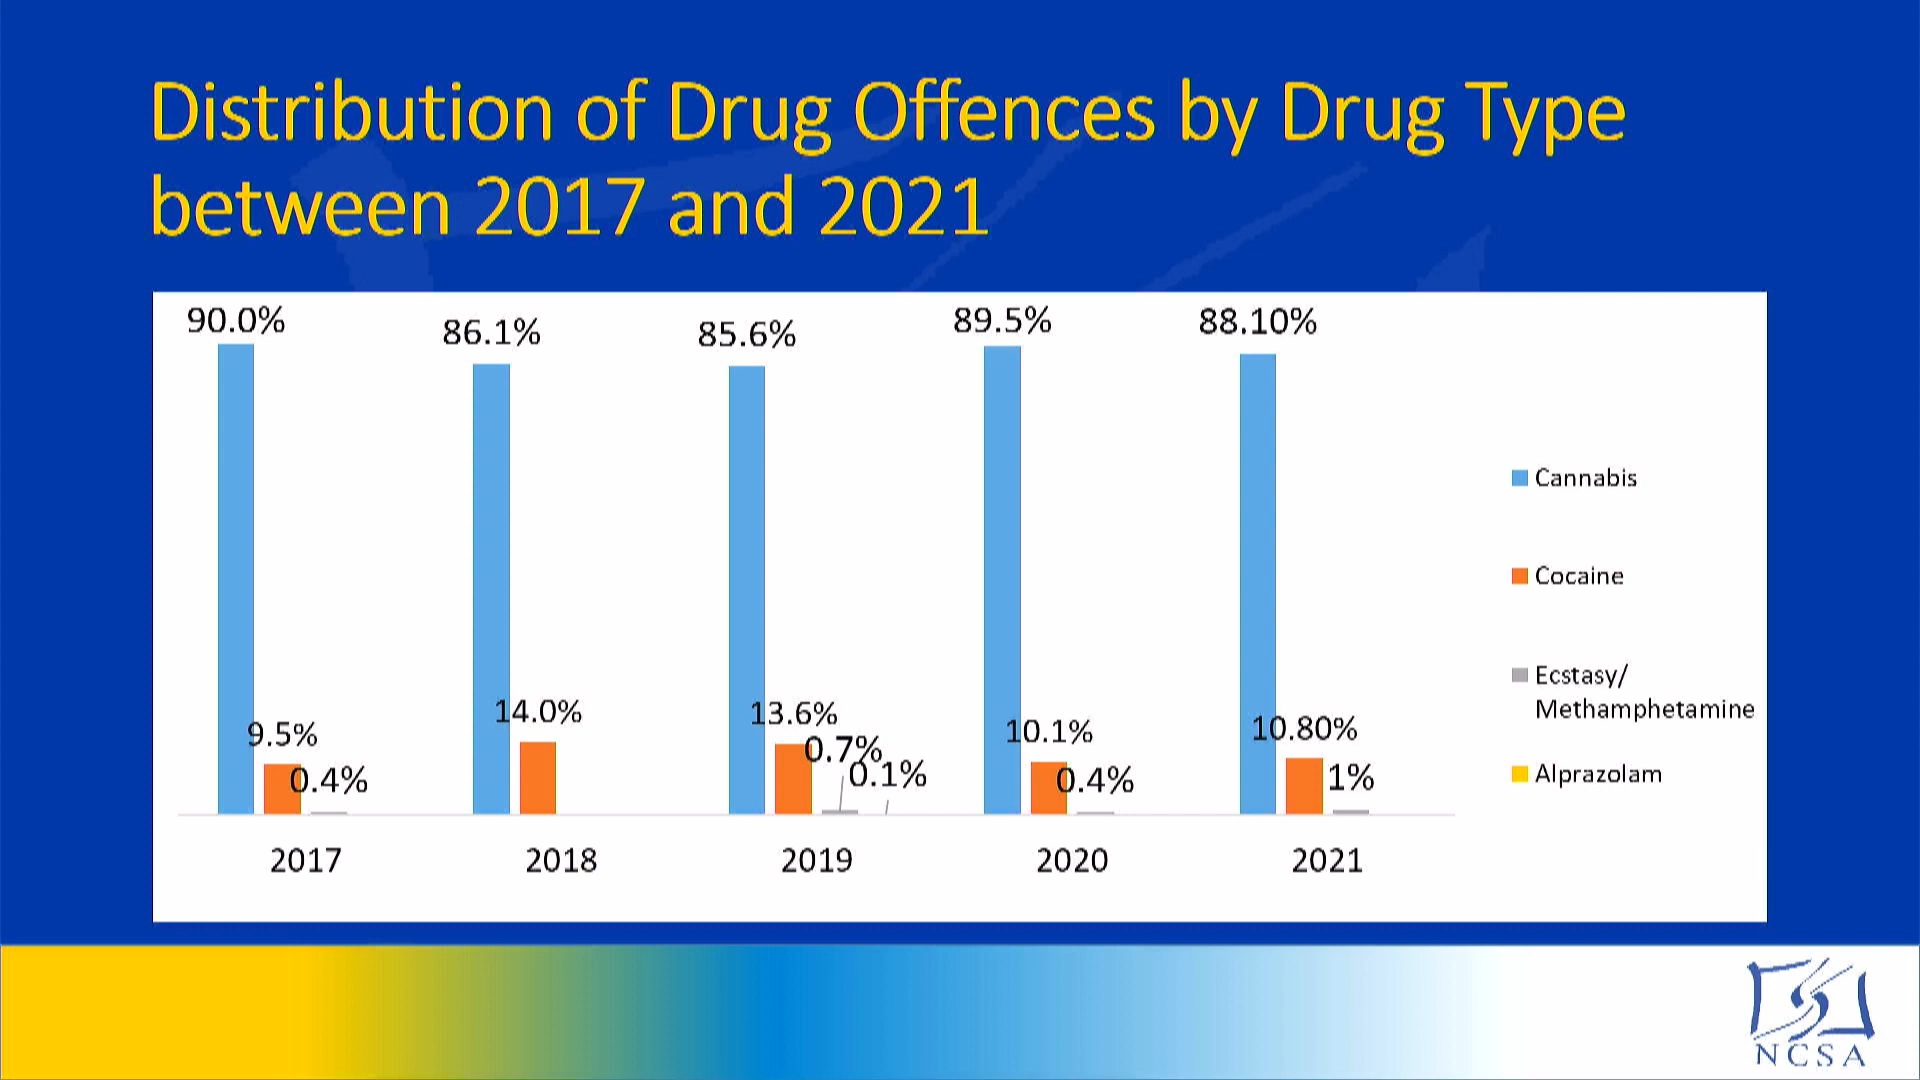 Distribution of Drug Offences by Drug Type
between 2017 and 2021
90.0%
86.1%
85.6%
89.5%
88.10%
9.5%
0.4%
14.0%
13.6%
0.7%
0.1%
10.1%
0.4%
10.80%
1%
2017
2018
2019
2020
2021
Cannabis
Cocaine
Ecstasy/
Methamphetamine
Alprazolam
NCSA